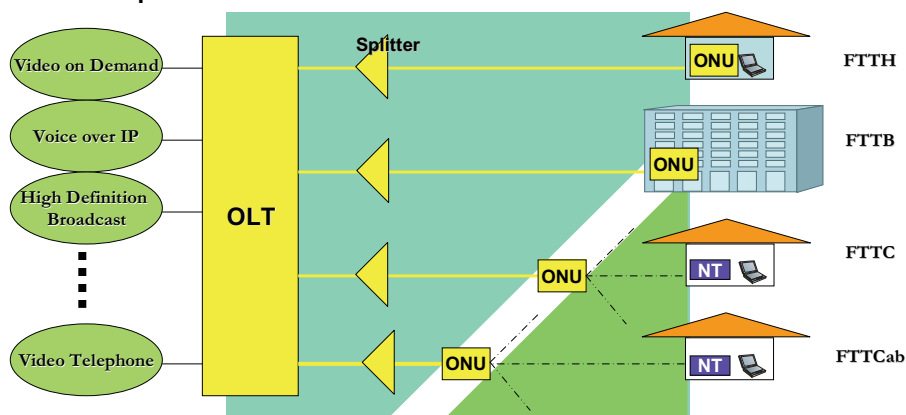 Splitter
Video on Demand
ONU
FTTH
Voice over IP
FTTB
ONU
High Definition
Broadcast
OLT
FTTC
ONU
NT
Video Telephone
ONU
NT
FTTCab